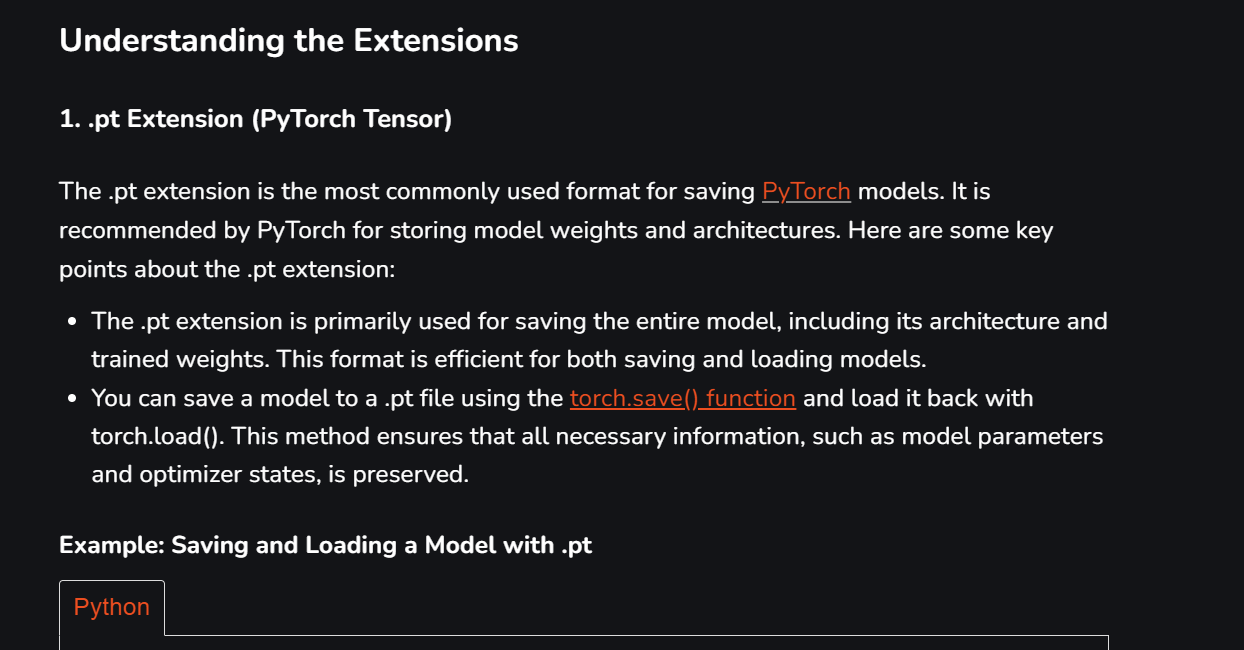 Understanding the Extensions
1. .pt Extension (PyTorch Tensor)
The .pt extension is the most commonly used format for saving PyTorch models. It is
recommended by PyTorch for storing model weights and architectures. Here are some key
points about the .pt extension:
• The .pt extension is primarily used for saving the entire model, including its architecture and
trained weights. This format is efficient for both saving and loading models.
• You can save a model to a .pt file using the torch.save() function and load it back with
torch.load(). This method ensures that all necessary information, such as model parameters
and optimizer states, is preserved.
Example: Saving and Loading a Model with .pt
Python